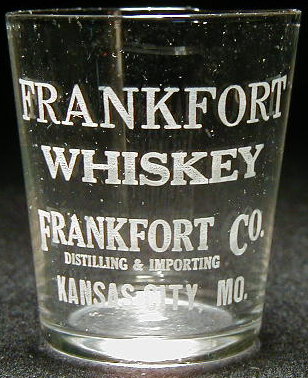 FRANKFORT
WHISKEY
FRANKFORT CO.
DISTILLING & IMPORTING
KANSAS CITY, MO.